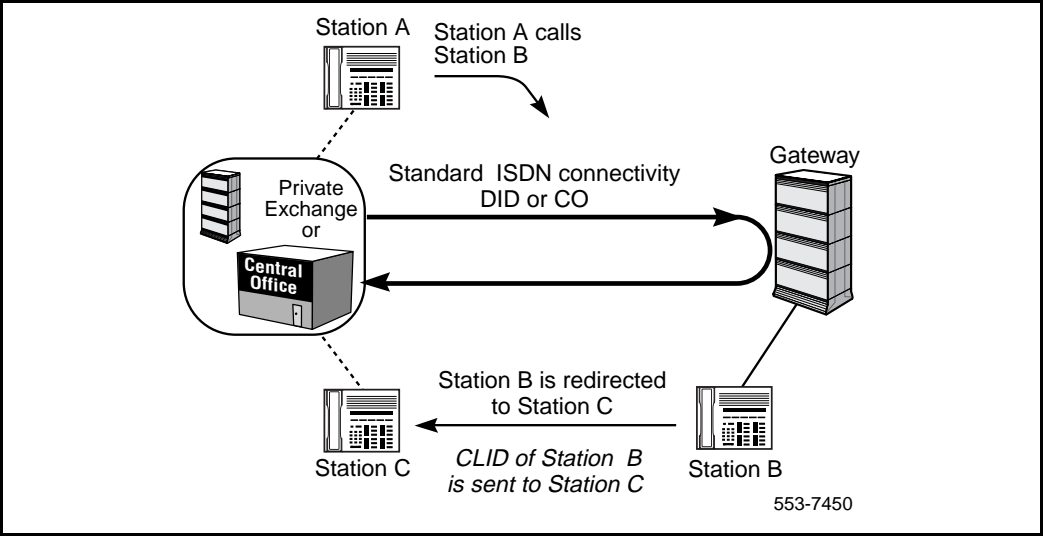 Station A
Station A calls
Station B
Gateway
Standard ISDN connectivity
DID or CO
Private
Exchange
or
Central
Office
Station B is redirected
to Station C
CLID of Station B
is sent to Station C
Station C
Station B
553-7450